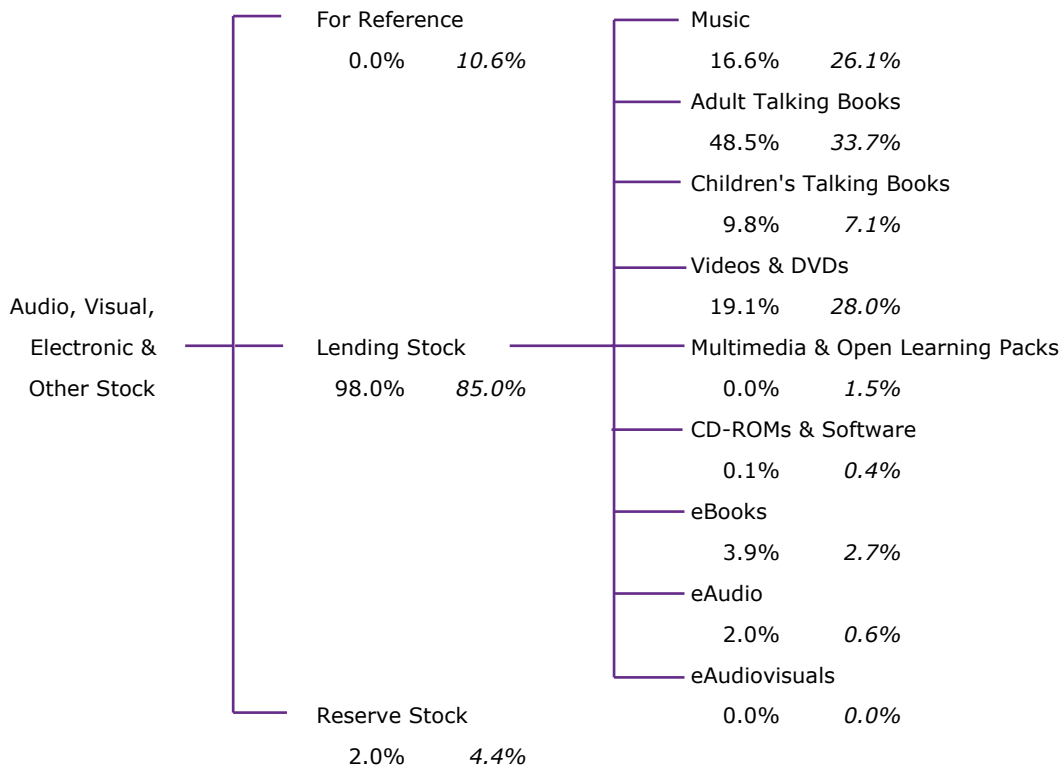 Audio, Visual,
Electronic &
Other Stock
For Reference
0.0% 10.6%
Lending Stock
98.0% 85.0%
Reserve Stock
2.0% 4.4%
Music
16.6% 26.1%
Adult Talking Books
48.5% 33.7%
Children's Talking Books
9.8% 7.1%
Videos & DVDs
19.1% 28.0%
Multimedia & Open Learning Packs
0.0% 1.5%
CD-ROMs & Software
0.1% 0.4%
eBooks
3.9% 2.7%
eAudio
2.0% 0.6%
eAudiovisuals
0.0% 0.0%